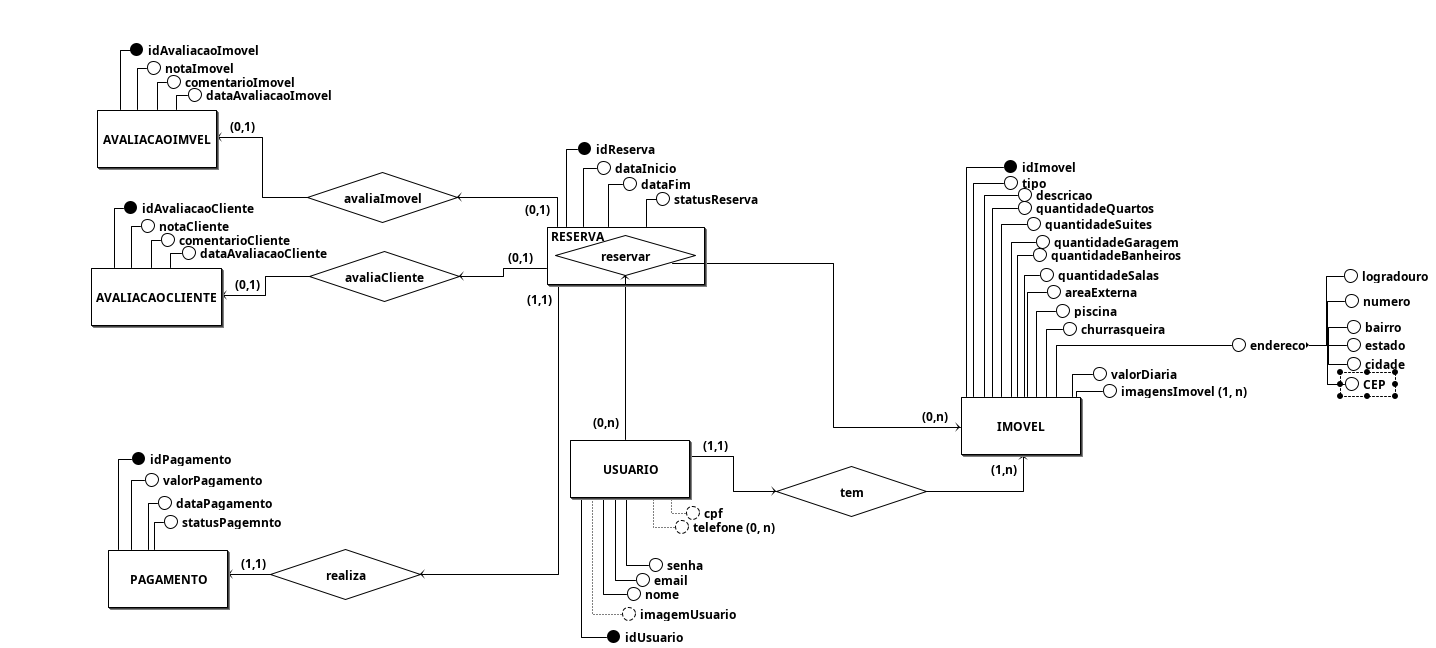 idAvaliacaoImovel
notaImovel
comentarioImovel
dataAvaliacaoImovel
AVALIACAOIMVEL
(0,1)
avaliaImovel
(0,1)
idAvaliacaoCliente
notaCliente
comentarioCliente
dataAvaliacaoCliente
AVALIACAOCLIENTE
(0,1)
avaliaCliente
(0,1)
idReserva
dataInicio
dataFim
statusReserva
RESERVA
reservar
(1,1)
idImovel
tipo
descricao
quantidadeQuartos
quantidadeSuites
quantidadeGaragem
quantidadeBanheiros
quantidadeSalas
areaExterna
piscina
churrasqueira
endereco
logradouro
numero
bairro
estado
cidade
CEP
valorDiaria
imagensImovel (1, n)
(0,n)
IMOVEL
(1,n)
(0,n)
USUARIO
(1,1)
tem
cpf
telefone (0, n)
senha
email
nome
imagemUsuario
idUsuario
idPagamento
valorPagamento
dataPagamento
statusPagemnto
PAGAMENTO
(1,1)
realiza